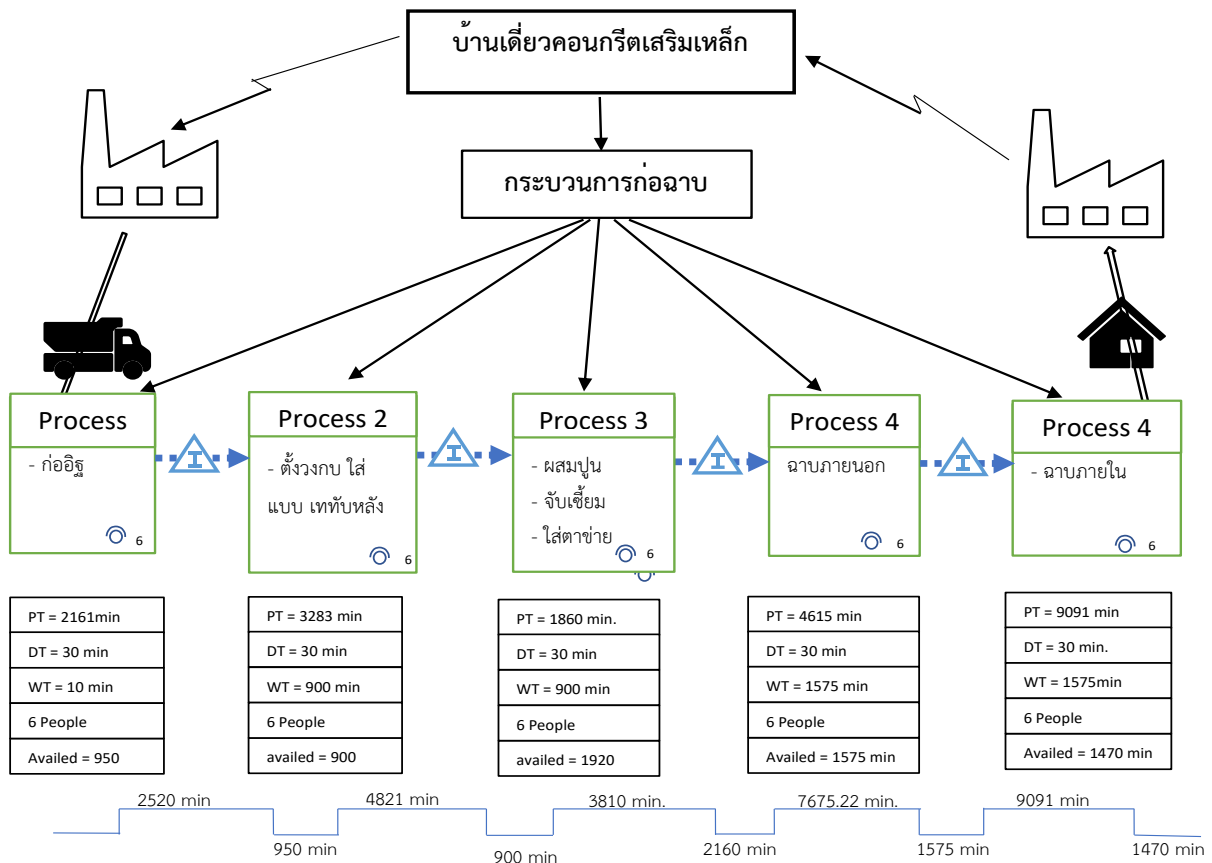 บ้านเดี่ยวคอนกรีตเสริมเหล็ก
กระบวนการก่อฉาบ
Process
- ก่ออิฐ
6
Process 2
- ตั้งวงกบ ใส่
แบบ เททับหลัง
6
Process 3
- ผสมปูน
- จับเซี้ยม
- ใส่ตาข่าย
6
Process 4
ฉาบภายนอก
6
Process 4
- ฉาบภายใน
6
I
I
I
I
PT = 2161min
DT = 30 min
WT = 10 min
6 People
Availed = 950
PT = 3283 min
DT = 30 min
WT = 900 min
6 People
availed = 900
PT = 1860 min.
DT = 30 min
WT = 900 min
6 People
availed = 1920
PT = 4615 min
DT = 30 min
WT = 1575 min
6 People
Availed = 1575 min
PT = 9091 min
DT = 30 min.
WT = 1575min
6 People
Availed = 1470 min
2520 min
4821 min
3810 min.
7675.22 min.
9091 min
950 min
900 min
2160 min
1575 min
1470 min